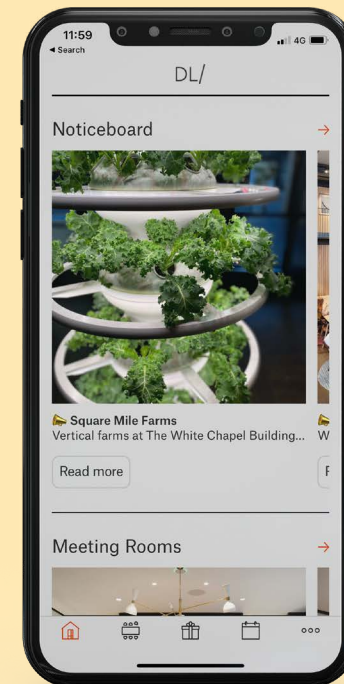 11:59
4G
Search
DL/
Noticeboard
Square Mile Farms
Vertical farms at The White Chapel Building...
W
Read more
Meeting Rooms